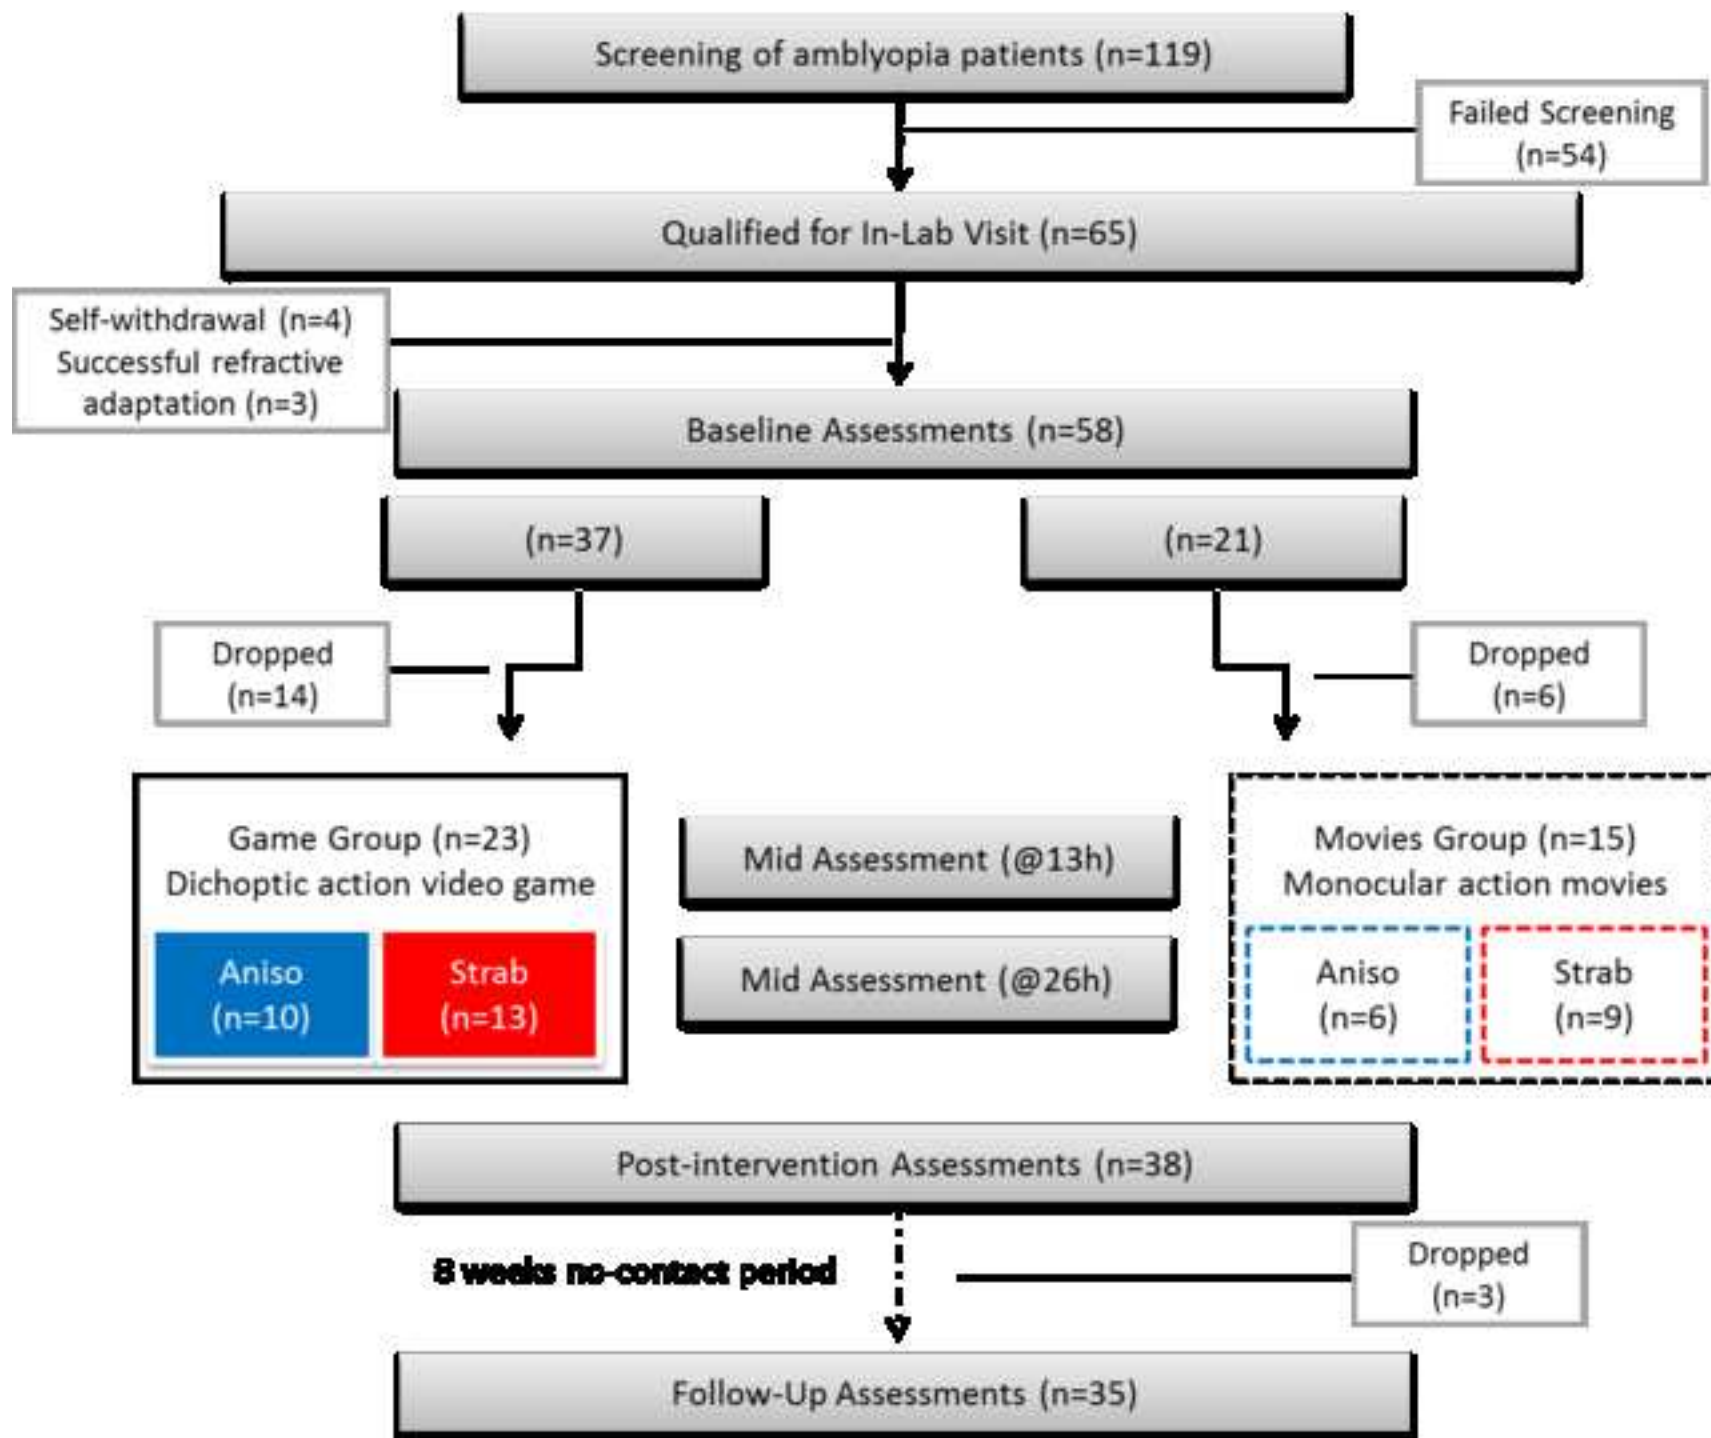 Screening of amblyopia patients (n=119)
Failed Screening
(n=54)
Qualified for In-Lab Visit (n=65)
Self-withdrawal (n=4)
Successful refractive
adaptation (n=3)
Baseline Assessments (n=58)
(n=37)
(n=21)
Dropped
(n=14)
Dropped
(n=6)
Game Group (n=23)
Dichoptic action video game
Aniso
(n=10)
Strab
(n=13)
Mid Assessment (@13h)
Mid Assessment (@26h)
Movies Group (n=15)
Monocular action movies
Aniso
(n=6)
Strab
(n=9)
Post-intervention Assessments (n=38)
8 weeks no-contact period
Dropped
(n=3)
Follow-Up Assessments (n=35)